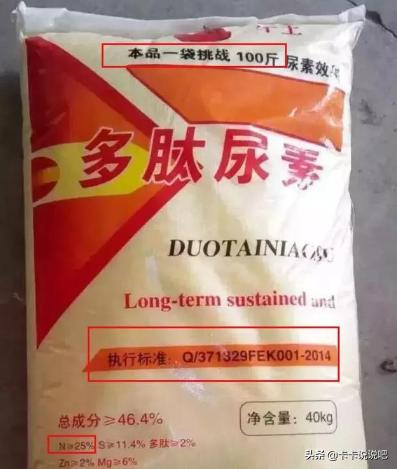 本品一袋挑战 100斤尿素效
多肽尿素
DUOTAINIAOSU
Long-term sustained and
执行标准: Q/371329FEK001-2014
总成分≥46.4%
净含量: 40kg
N≥25% S≥11.4% 多肽≥2%
Zn≥2% Mg≥6%
头条 @卡卡说说吧